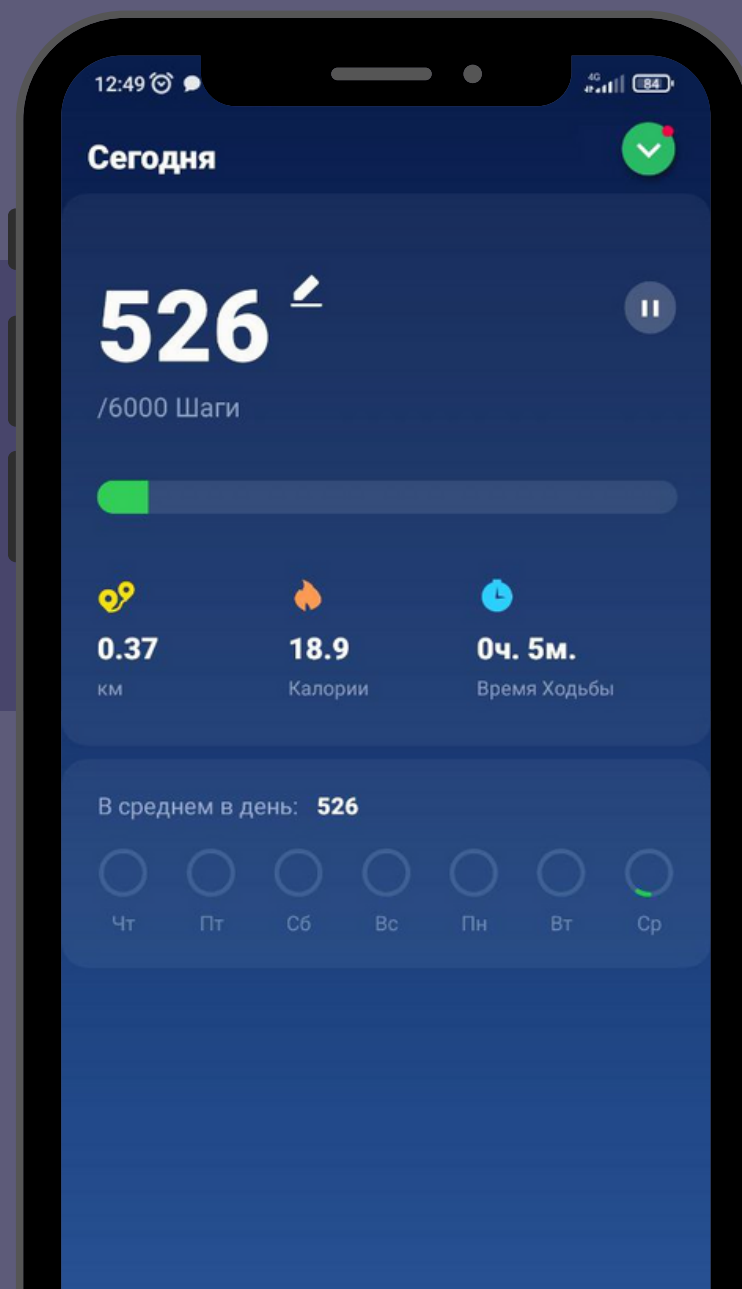 12:49
4G
84
Сегодня
526
/6000 Шаги
0.37 18.9 0ч. 5м.
км Калории Время Ходьбы
В среднем в день: 526
Чт Пт Сб Вс Пн Вт Ср